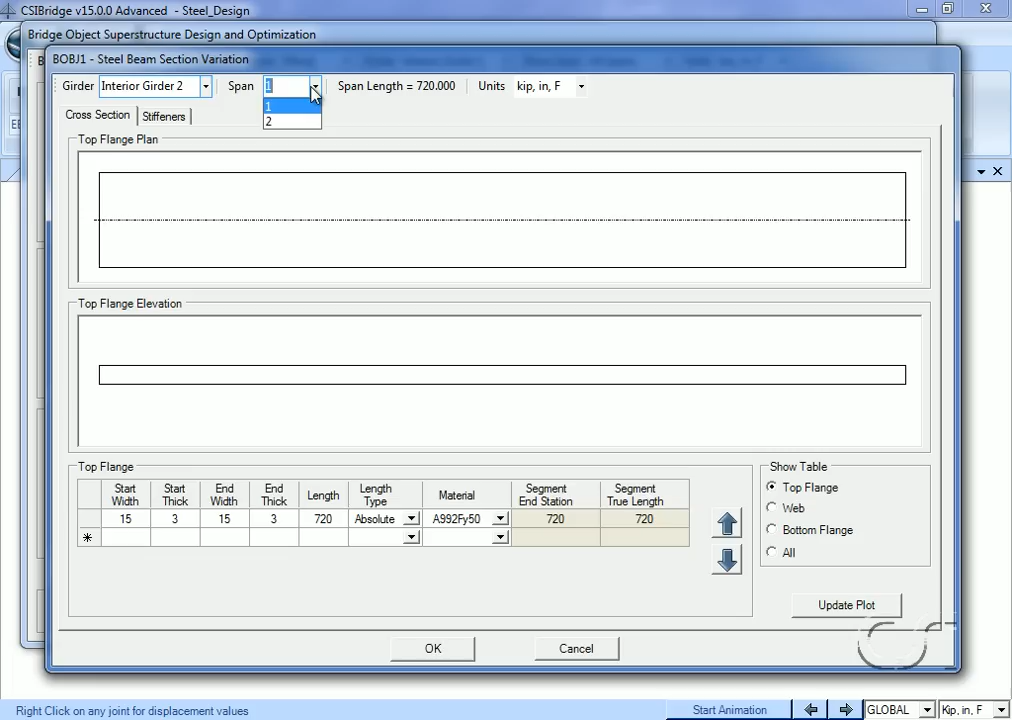 CSIBridge v15.0.0 Advanced - Steel_Design
Bridge Object Superstructure Design and Optimization
BOBJ1 - Steel Beam Section Variation
Girder Interior Girder 2 Span 1 Span Length = 720.000 Units kip, in, F
1
2
Cross Section Stiffeners
Top Flange Plan
Top Flange Elevation
Top Flange
Start Width Start Thick End Width End Thick Length Length Type Material Segment End Station Segment True Length
15 3 15 3 720 Absolute A992Fy50 720 720
Show Table
Top Flange
Web
Bottom Flange
All
Update Plot
OK Cancel
Right Click on any joint for displacement values Start Animation GLOBAL Kip, in, F